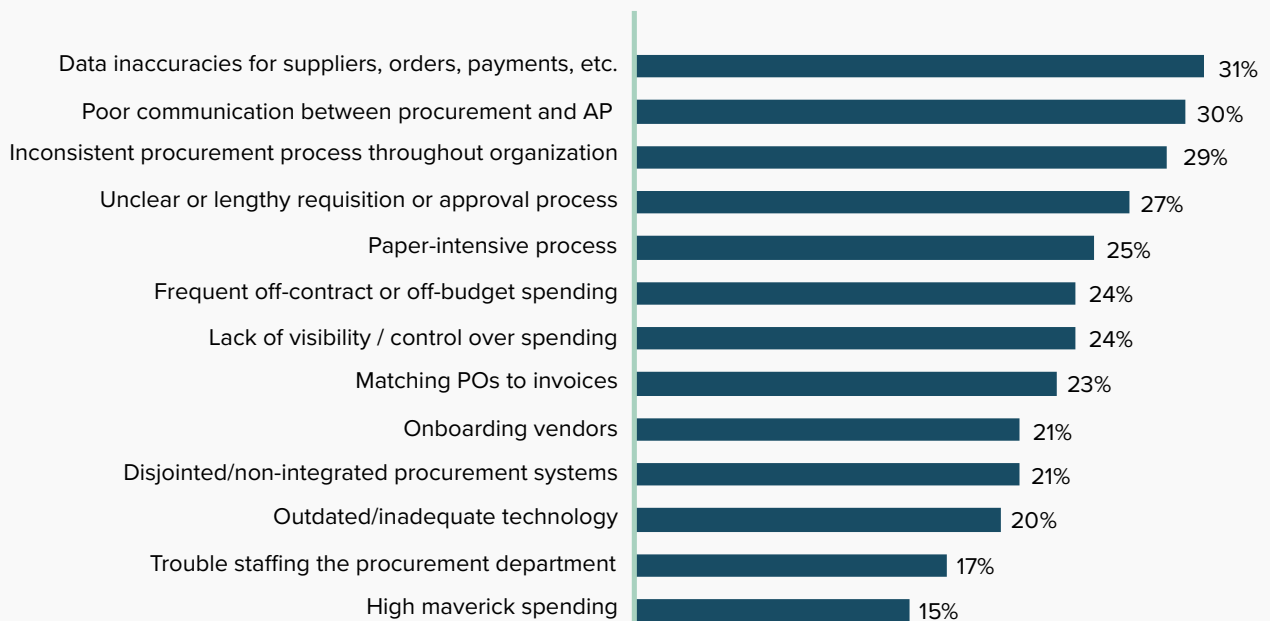 Data inaccuracies for suppliers, orders, payments, etc. 31%
Poor communication between procurement and AP 30%
Inconsistent procurement process throughout organization 29%
Unclear or lengthy requisition or approval process 27%
Paper-intensive process 25%
Frequent off-contract or off-budget spending 24%
Lack of visibility / control over spending 24%
Matching POs to invoices 23%
Onboarding vendors 21%
Disjointed/non-integrated procurement systems 21%
Outdated/inadequate technology 20%
Trouble staffing the procurement department 17%
High maverick spending 15%